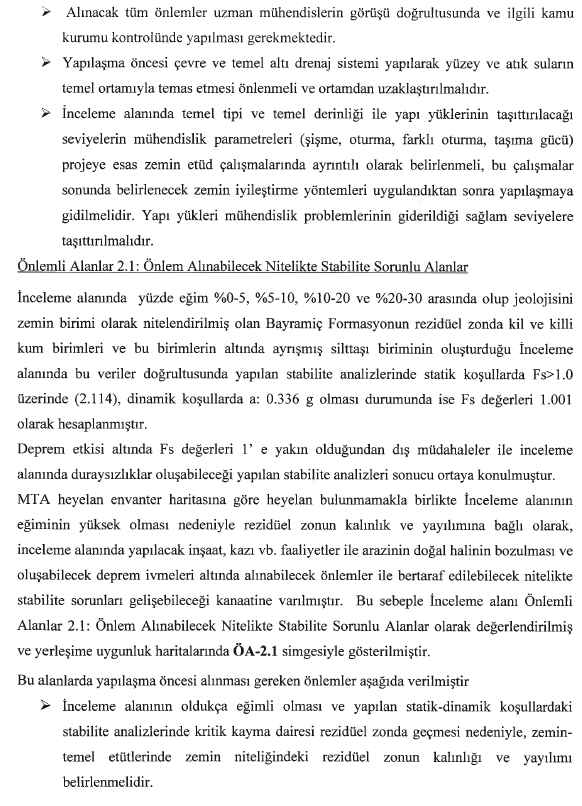 ➢ Alınacak tüm önlemler uzman mühendislerin görüşü doğrultusunda ve ilgili kamu
kurumu kontrolünde yapılması gerekmektedir.
➢ Yapılaşma öncesi çevre ve temel altı drenaj sistemi yapılarak yüzey ve atık suların
temel ortamıyla temas etmesi önlenmeli ve ortamdan uzaklaştırılmalıdır.
➢ İnceleme alanında temel tipi ve temel derinliği ile yapı yüklerinin taşıttırılacağı
seviyelerin mühendislik parametreleri (şişme, oturma, farklı oturma, taşıma gücü)
projeye esas zemin etüd çalışmalarında ayrıntılı olarak belirlenmeli, bu çalışmalar
sonunda belirlenecek zemin iyileştirme yöntemleri uygulandıktan sonra yapılaşmaya
gidilmelidir. Yapı yükleri mühendislik problemlerinin giderildiği sağlam seviyelere
taşıttırılmalıdır.
Önlemli Alanlar 2.1: Önlem Alınabilecek Nitelikte Stabilite Sorunlu Alanlar
İnceleme alanında yüzde eğim %0-5, %5-10, %10-20 ve %20-30 arasında olup jeolojisini
zemin birimi olarak nitelendirilmiş olan Bayramiç Formasyonun rezidüel zonda kil ve killi
kum birimleri ve bu birimlerin altında ayrışmış silttaşı biriminin oluşturduğu İnceleme
alanında bu veriler doğrultusunda yapılan stabilite analizlerinde statik koşullarda Fs>1.0
üzerinde (2.114), dinamik koşullarda a: 0.336 g olması durumunda ise Fs değerleri 1.001
olarak hesaplanmıştır.
Deprem etkisi altında Fs değerleri 1’ e yakın olduğundan dış müdahaleler ile inceleme
alanında duraysızlıklar oluşabileceği yapılan stabilite analizleri sonucu ortaya konulmuştur.
MTA heyelan envanter haritasına göre heyelan bulunmamakla birlikte İnceleme alanının
eğiminin yüksek olması nedeniyle rezidüel zonun kalınlık ve yayılımına bağlı olarak,
inceleme alanında yapılacak inşaat, kazı vb. faaliyetler ile arazinin doğal halinin bozulması ve
oluşabilecek deprem ivmeleri altında alınabilecek önlemler ile bertaraf edilebilecek nitelikte
stabilite sorunları gelişebileceği kanaatine varılmıştır. Bu sebeple İnceleme alanı Önlemli
Alanlar 2.1: Önlem Alınabilecek Nitelikte Stabilite Sorunlu Alanlar olarak değerlendirilmiş
ve yerleşime uygunluk haritalarında ÖA-2.1 simgesiyle gösterilmiştir.
Bu alanlarda yapılaşma öncesi alınması gereken önlemler aşağıda verilmiştir
➢ İnceleme alanının oldukça eğimli olması ve yapılan statik-dinamik koşullardaki
stabilite analizlerinde kritik kayma dairesi rezidüel zonda geçmesi nedeniyle, zemin-
temel etütlerinde zemin niteliğindeki rezidüel zonun kalınlığı ve yayılımı
belirlenmelidir.